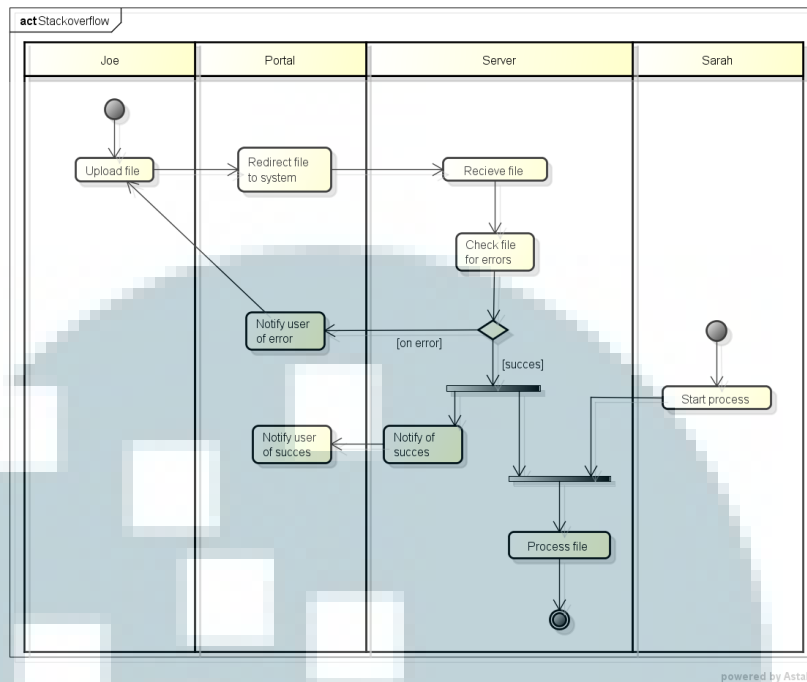 act Stackoverflow
Joe
Portal
Server
Sarah
Upload file
Redirect file
to system
Recieve file
Check file
for errors
Notify user
of error
[on error]
[succes]
Start process
Notify user
of succes
Notify of
succes
Process file
powered by Asta